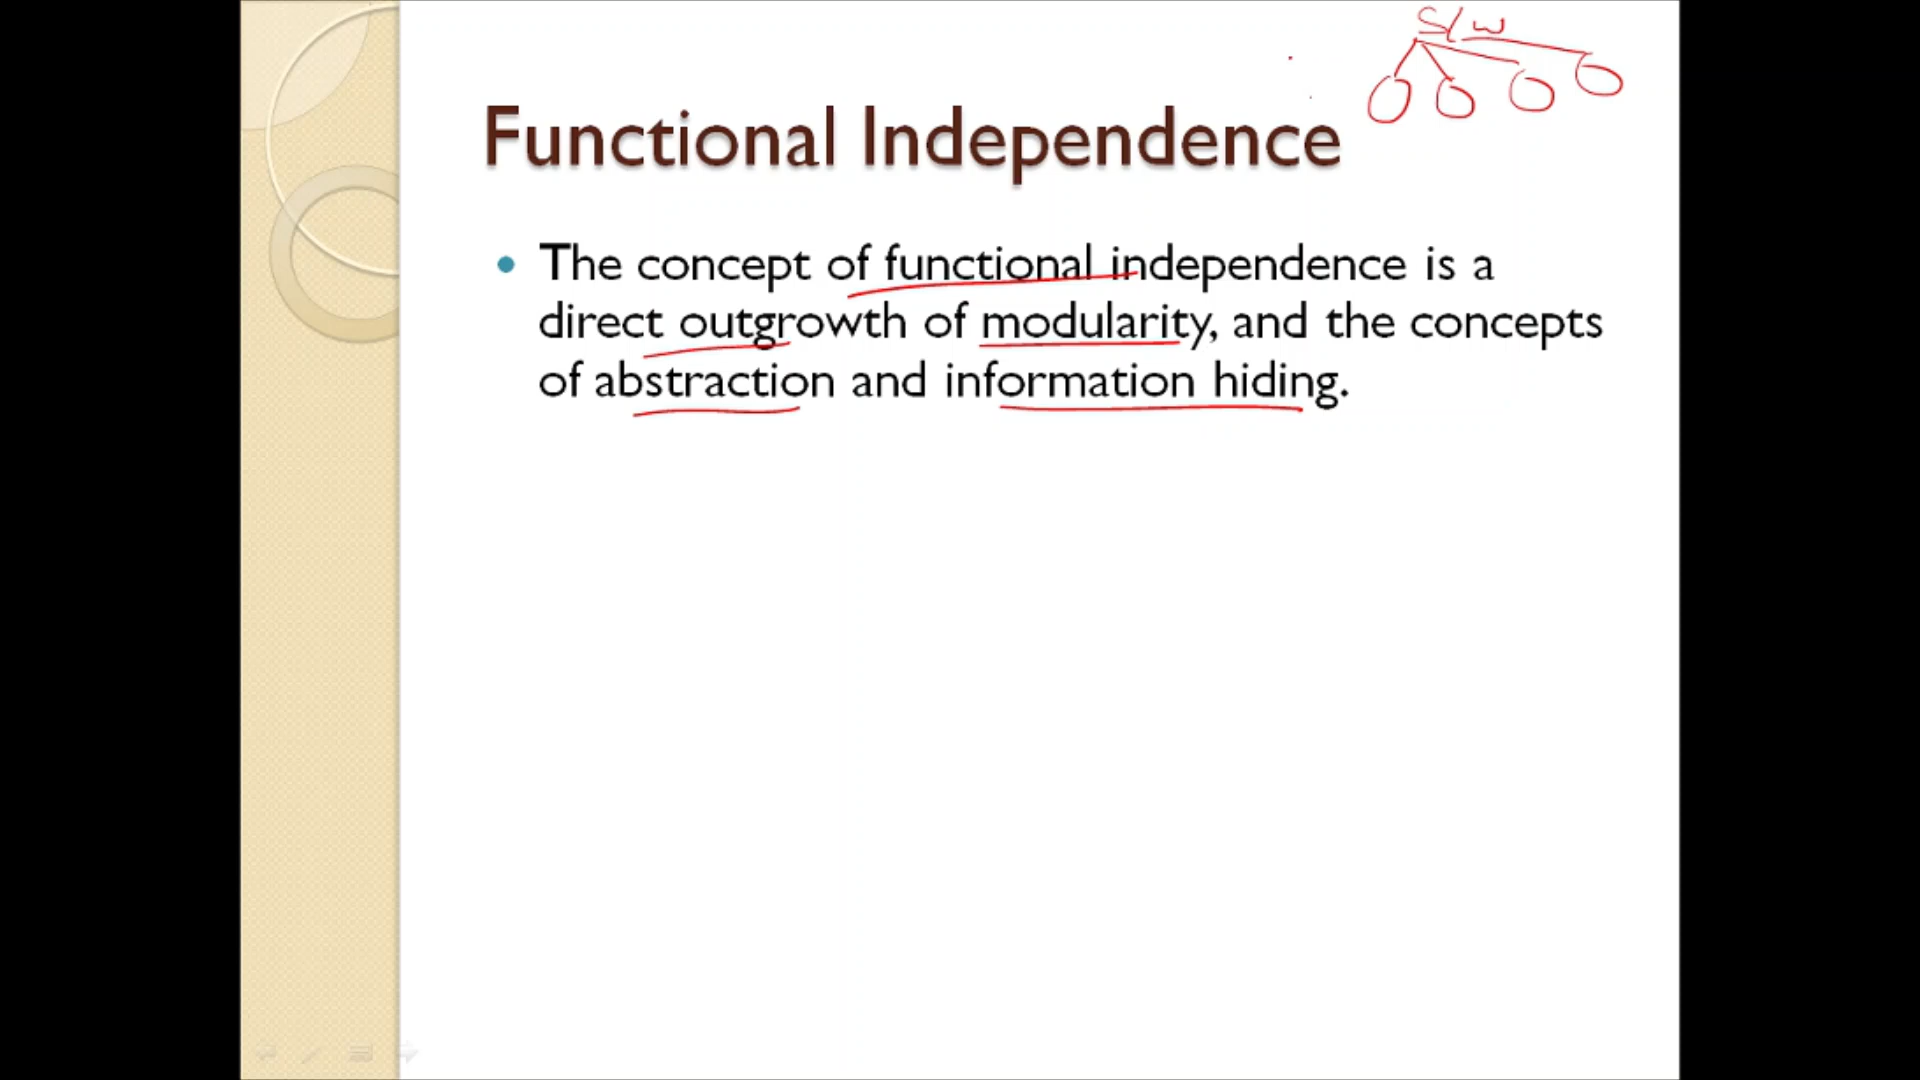 S/W
Functional Independence
• The concept of functional independence is a
direct outgrowth of modularity, and the concepts
of abstraction and information hiding.